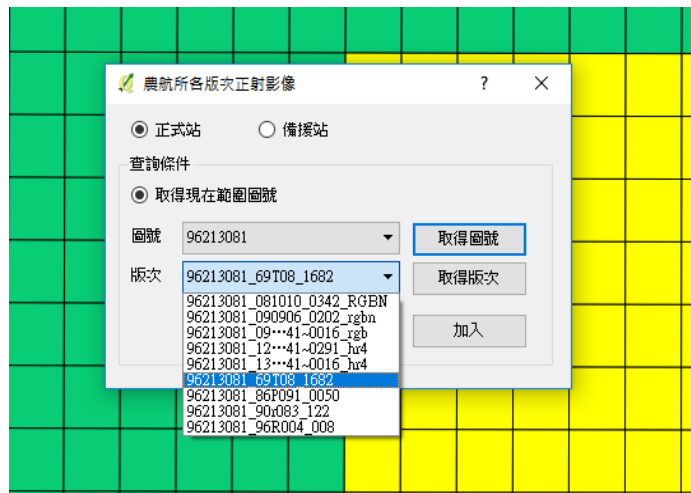 農航所各版次正射影像 ? ×
正式站 備援站
查詢條件
取得現在範圍圖號
圖號 96213081 取得圖號
版次 96213081_69T08_1682 取得版次
96213081_081010_0342_RGBN
96213081_090906_0202_rgbn
96213081_09⋯41~0016_rgb
96213081_12⋯41~0291_hr4
96213081_13⋯41~0016_hr4
96213081_69T08_1682
96213081_86P091_0050
96213081_90r083_122
96213081_96R004_008
加入